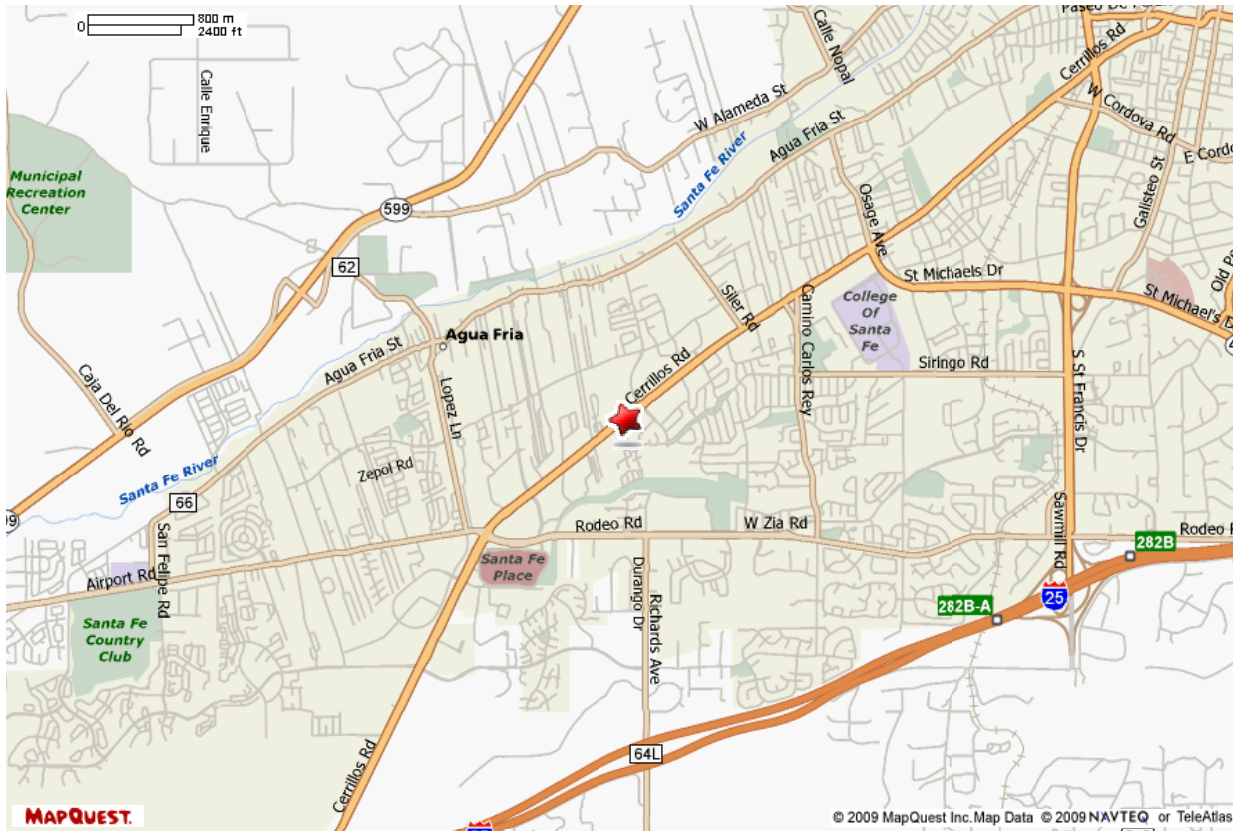 0
800 m
2400 ft
Calle Enrique
Calle Nopal
Cerrillos Rd
W Alameda St
W Cordova Rd
Agua Fria St
Santa Fe River
E Cordo
Municipal
Recreation
Center
Galisteo St
599
Osage Ave
62
St Michaels Dr
College
Of
Santa
Fe
Old P
St Michael's D
Siler Rd
Camino Carlos Rey
Agua Fria
Agua Fria St
Siringo Rd
Cerrillos Rd
S St Francis Dr
Caja Del Rio Rd
Lopez Ln
Zepol Rd
Santa Fe River
66
San Felipe Rd
Rodeo Rd
W Zia Rd
Sawmill Rd
Rodeo
282B
Santa Fe
Place
Airport Rd
Durango Dr
Richards Ave
282B-A
25
Santa Fe
Country
Club
64L
Cerrillos Rd
MAPQUEST.
© 2009 MapQuest Inc. Map Data © 2009 NAVTEQ or TeleAtlas